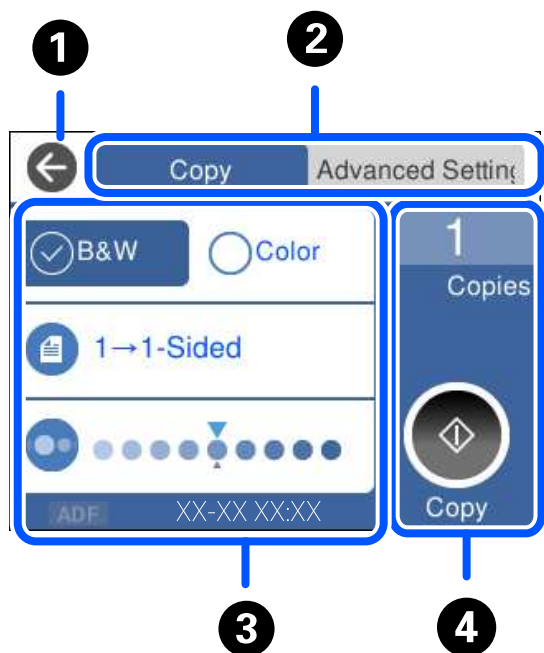 1
2
Copy
Advanced Settin
B&W
Color
1→1-Sided
ADF
XX-XX XX:XX
1
Copies
Copy
3
4